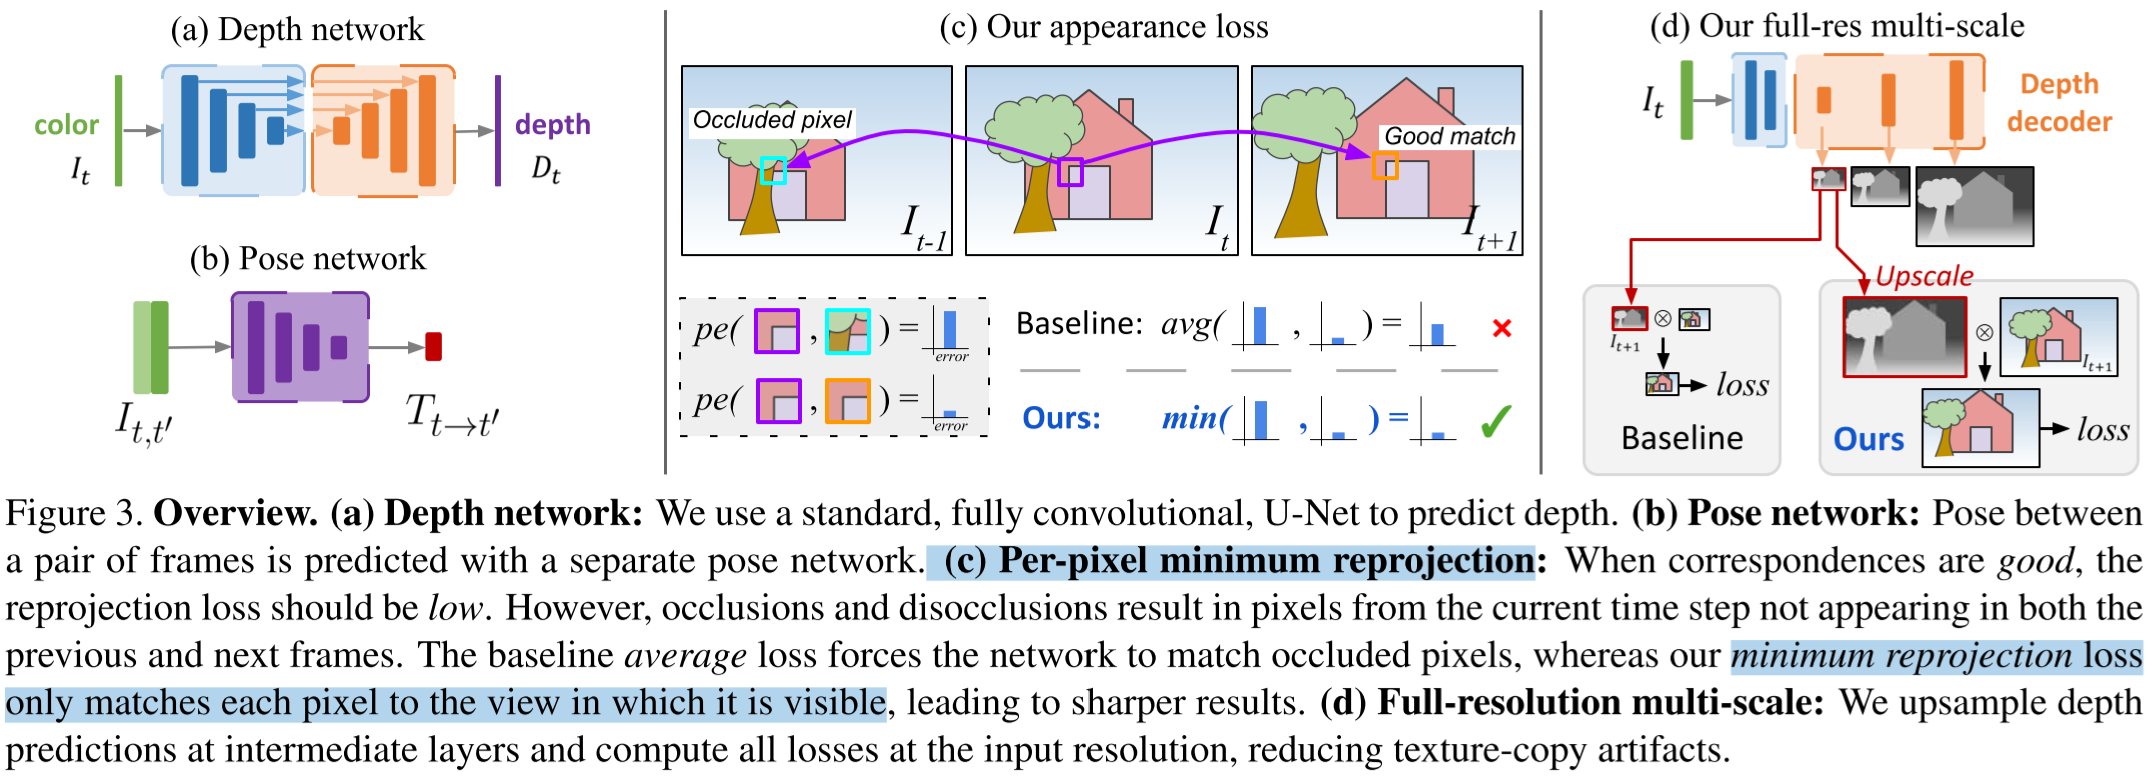 (a) Depth network
color
I_t
depth
D_t
(b) Pose network
I_{t,t'}
T_{t→t'}
(c) Our appearance loss
Occluded pixel
I_{t-1}
I_t
Good match
I_{t+1}
pe( , ) = error
pe( , ) = error
Baseline: avg( , ) = ×
Ours: min( , ) = ✓
(d) Our full-res multi-scale
I_t
Depth
decoder
Upscale
⊗
I_{t+1}
loss
Baseline
⊗
I_{t+1}
loss
Ours
Figure 3. Overview. (a) Depth network: We use a standard, fully convolutional, U-Net to predict depth. (b) Pose network: Pose between
a pair of frames is predicted with a separate pose network. (c) Per-pixel minimum reprojection: When correspondences are good, the
reprojection loss should be low. However, occlusions and disocclusions result in pixels from the current time step not appearing in both the
previous and next frames. The baseline average loss forces the network to match occluded pixels, whereas our minimum reprojection loss
only matches each pixel to the view in which it is visible, leading to sharper results. (d) Full-resolution multi-scale: We upsample depth
predictions at intermediate layers and compute all losses at the input resolution, reducing texture-copy artifacts.